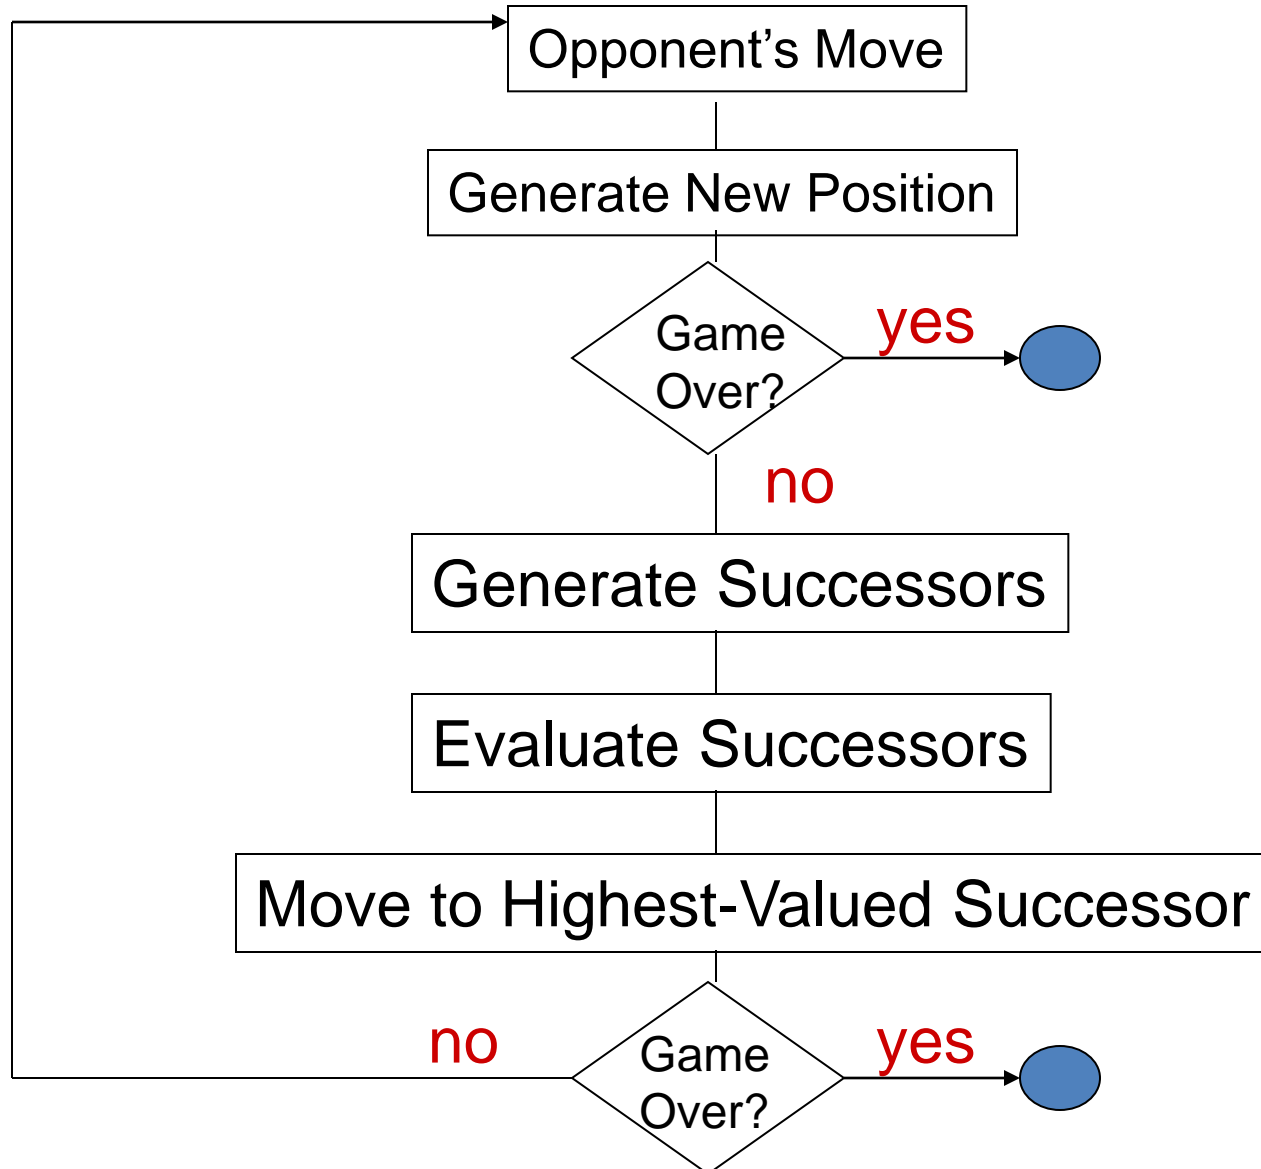 Opponent’s Move
Generate New Position
Game
Over?
yes
no
Generate Successors
Evaluate Successors
Move to Highest-Valued Successor
no
Game
Over?
yes